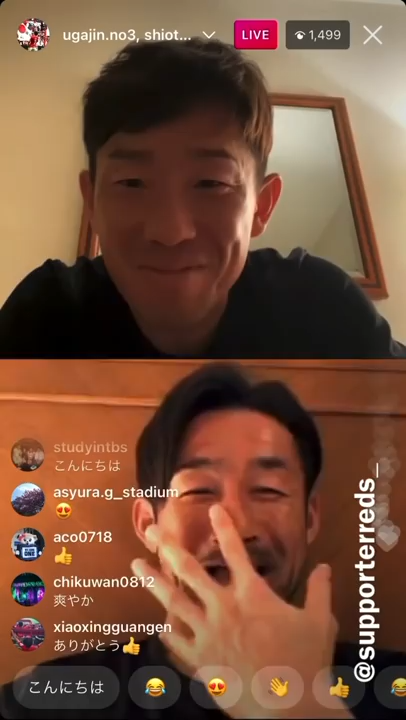 ugajin.no3, shiot...
LIVE
1,499
studyintbs
こんにちは
asyura.g_stadium
😍
aco0718
👍
chikuwan0812
爽やか
xiaoxingguangen
ありがとう👍
@supporterreds_
こんにちは 😂 😍 👋 👍 😂